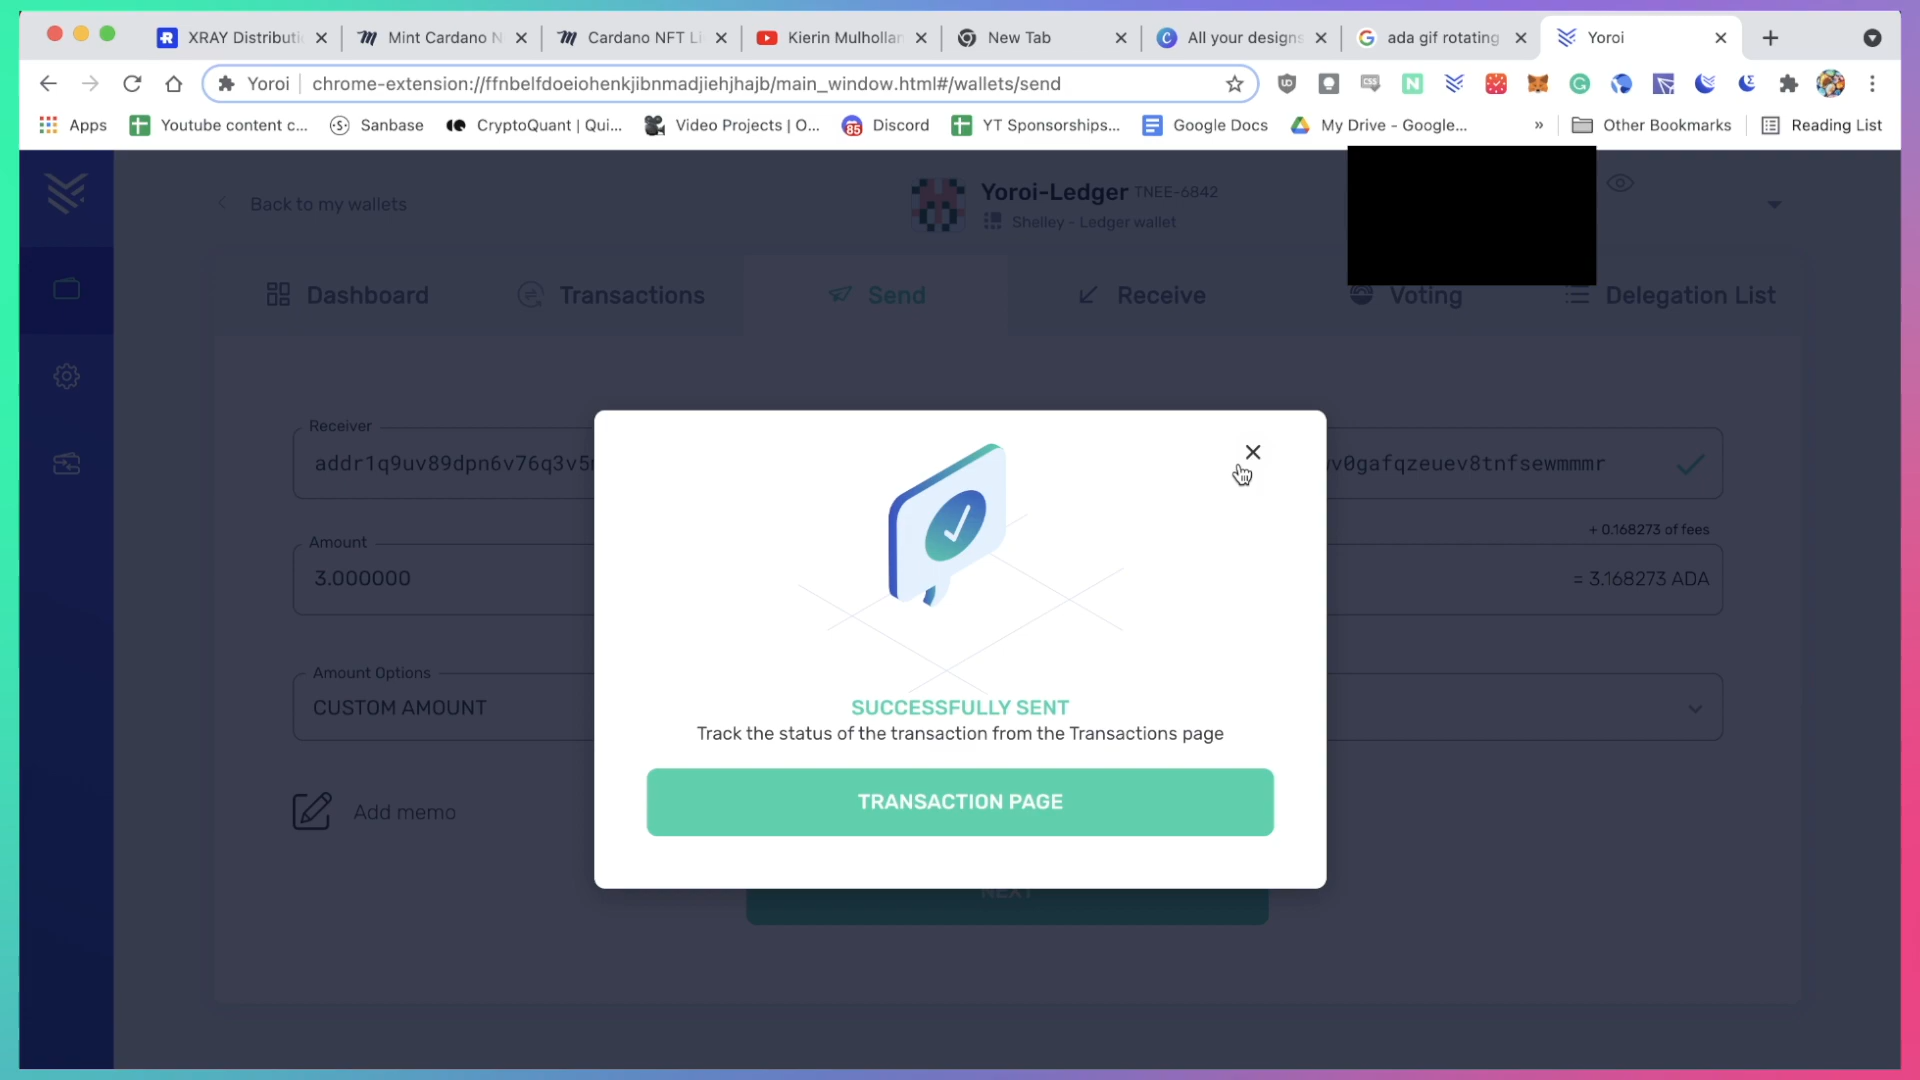 XRAY Distributi
Mint Cardano N
Cardano NFT Li
Kierin Mulhollan
New Tab
All your designs
ada gif rotating
Yoroi
Yoroi
chrome-extension://ffnbelfdoeiohenkjibnmadjiehjhajb/main_window.html#/wallets/send
Apps
Youtube content c...
Sanbase
CryptoQuant | Qui...
Video Projects | O...
85
Discord
YT Sponsorships...
Google Docs
My Drive - Google...
»
Other Bookmarks
Reading List
Back to my wallets
Yoroi-Ledger TNEE-6842
Shelley - Ledger wallet
Dashboard
Transactions
Send
Receive
Voting
Delegation List
Receiver
addr1q9uv89dpn6v76q3v5
v0gafqzeuev8tnfsewmmmr
+ 0.168273 of fees
Amount
3.000000
= 3.168273 ADA
Amount Options
CUSTOM AMOUNT
SUCCESSFULLY SENT
Track the status of the transaction from the Transactions page
TRANSACTION PAGE
Add memo
NEXT